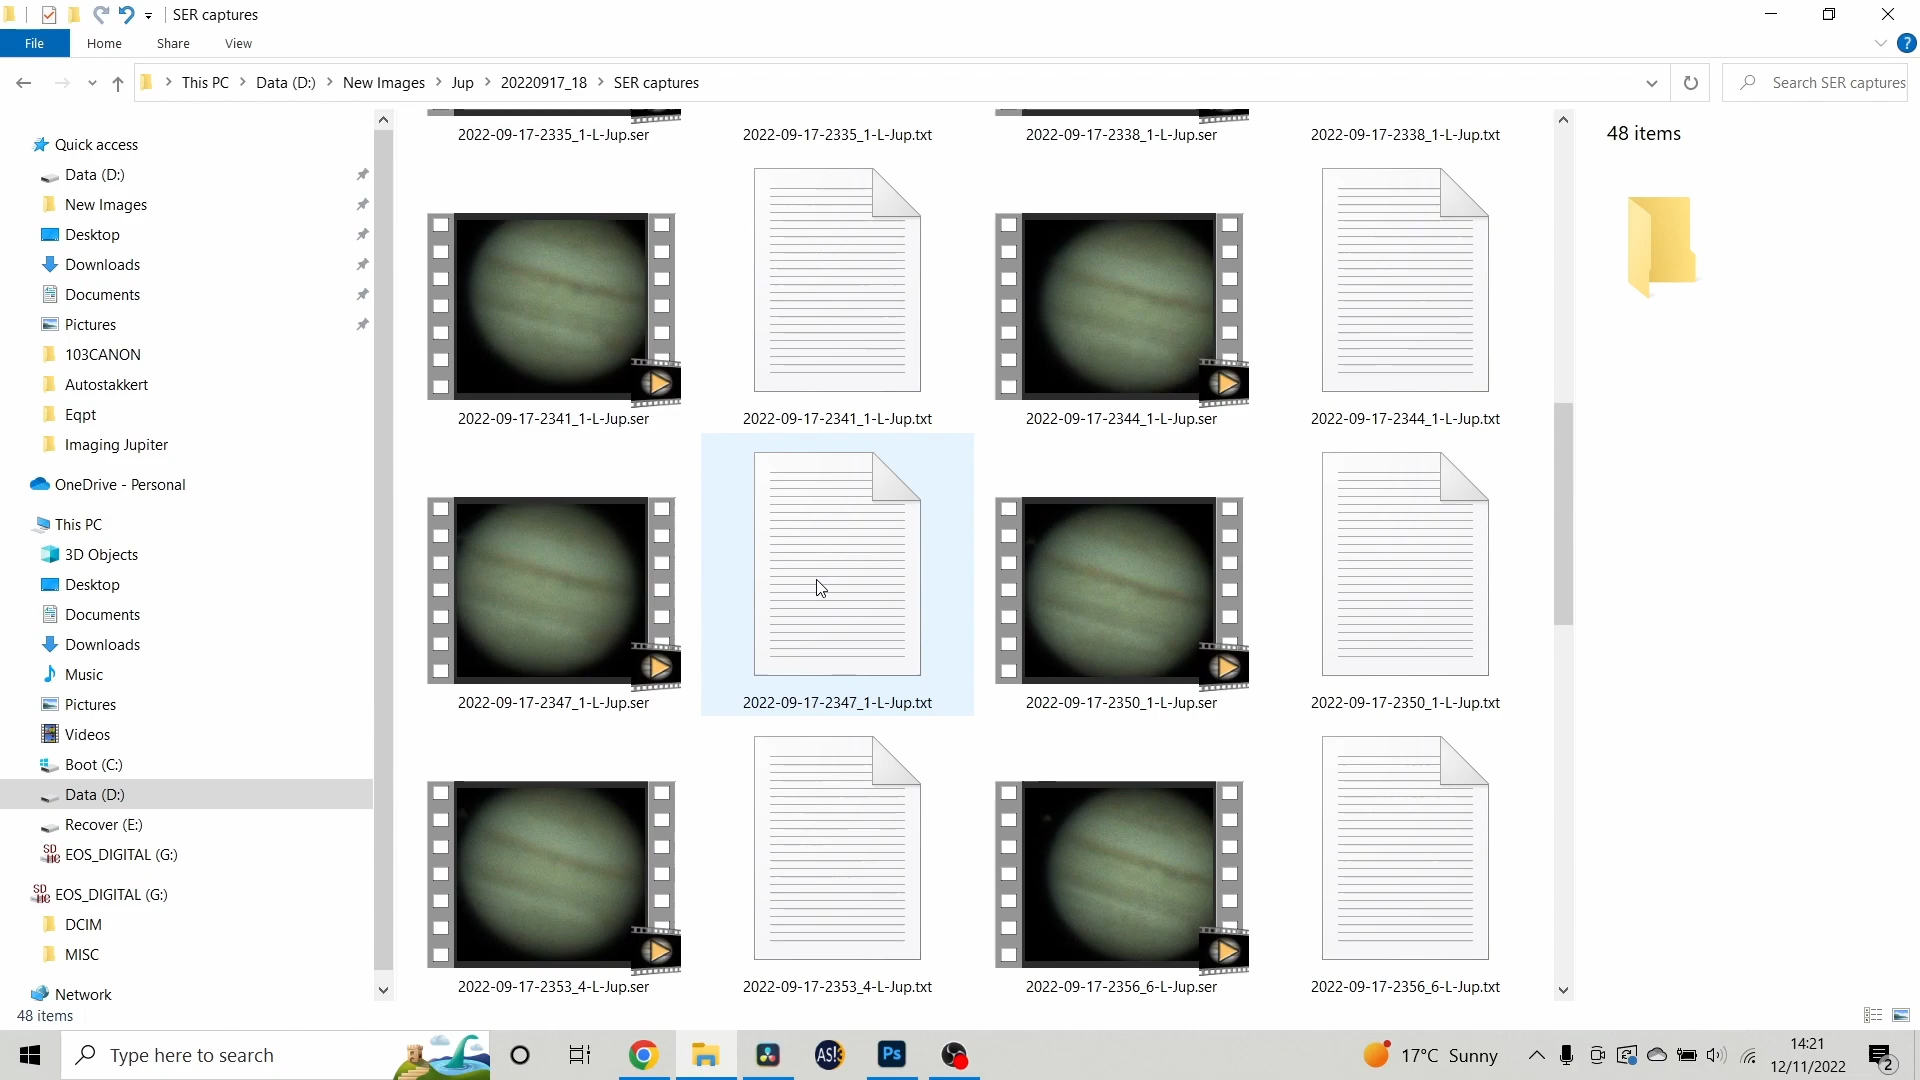 SER captures
File Home Share View
?
This PC Data (D:) New Images Jup 20220917_18 SER captures
Search SER captures
Quick access
Data (D:)
New Images
Desktop
Downloads
Documents
Pictures
103CANON
Autostakkert
Eqpt
Imaging Jupiter
OneDrive - Personal
This PC
3D Objects
Desktop
Documents
Downloads
Music
Pictures
Videos
Boot (C:)
Data (D:)
Recover (E:)
EOS_DIGITAL (G:)
EOS_DIGITAL (G:)
DCIM
MISC
Network
2022-09-17-2335_1-L-Jup.ser 2022-09-17-2335_1-L-Jup.txt 2022-09-17-2338_1-L-Jup.ser 2022-09-17-2338_1-L-Jup.txt
2022-09-17-2341_1-L-Jup.ser 2022-09-17-2341_1-L-Jup.txt 2022-09-17-2344_1-L-Jup.ser 2022-09-17-2344_1-L-Jup.txt
2022-09-17-2347_1-L-Jup.ser 2022-09-17-2347_1-L-Jup.txt 2022-09-17-2350_1-L-Jup.ser 2022-09-17-2350_1-L-Jup.txt
2022-09-17-2353_4-L-Jup.ser 2022-09-17-2353_4-L-Jup.txt 2022-09-17-2356_6-L-Jup.ser 2022-09-17-2356_6-L-Jup.txt
48 items
48 items
Type here to search
AS!3
Ps
17°C Sunny
14:21
12/11/2022
2